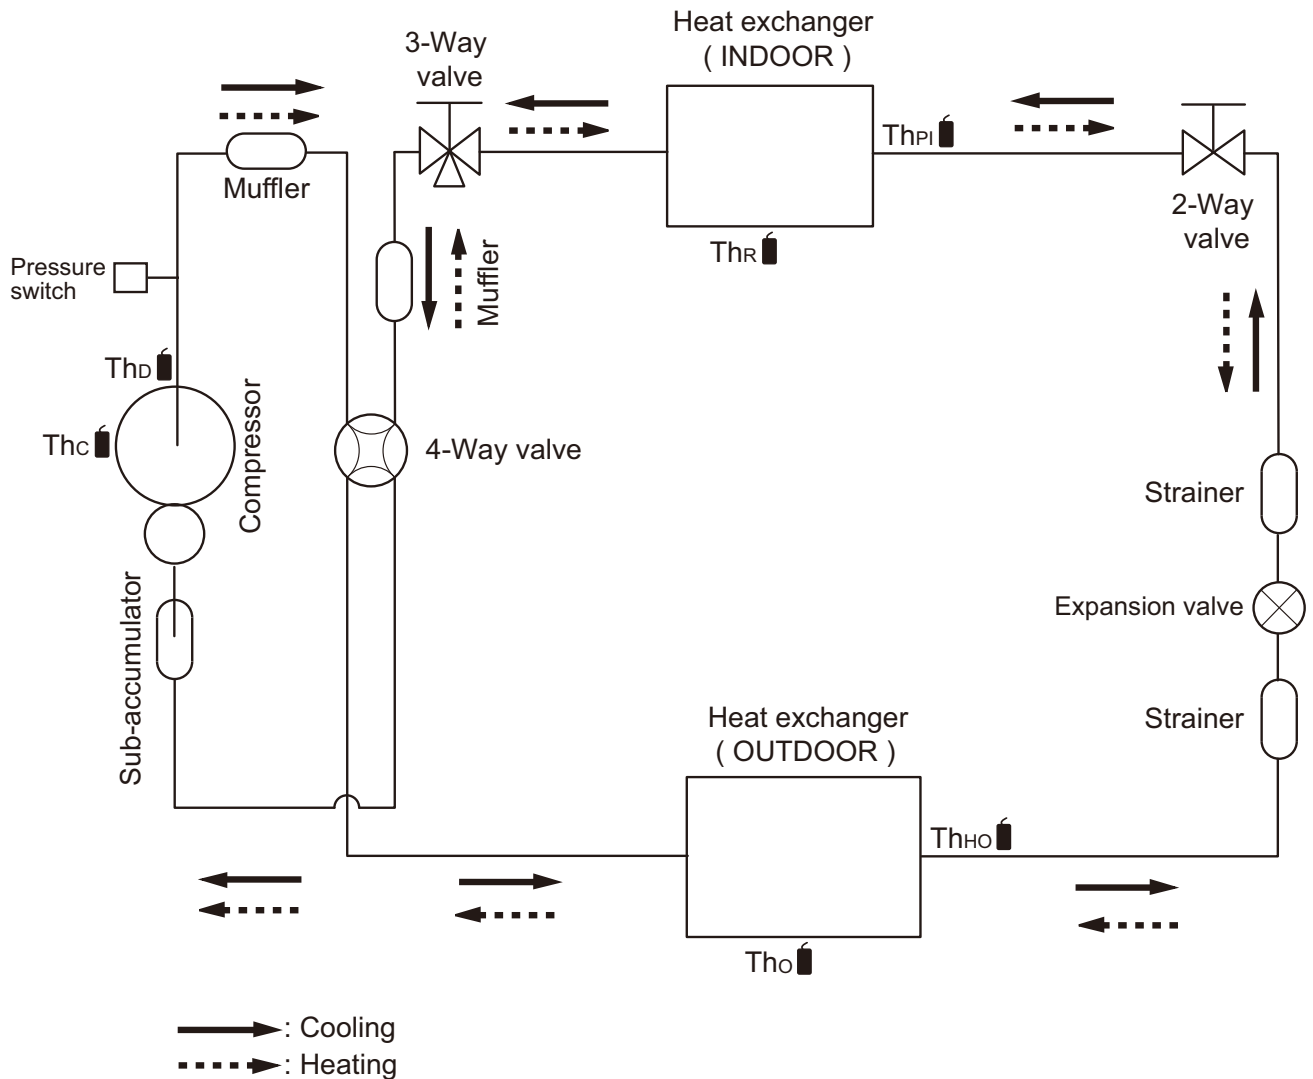 Heat exchanger
( INDOOR )
3-Way
valve
ThPI
Muffler
2-Way
valve
ThR
Pressure
switch
Muffler
ThD
ThC
Compressor
4-Way valve
Strainer
Expansion valve
Sub-accumulator
Strainer
Heat exchanger
( OUTDOOR )
ThHO
ThO
: Cooling
: Heating